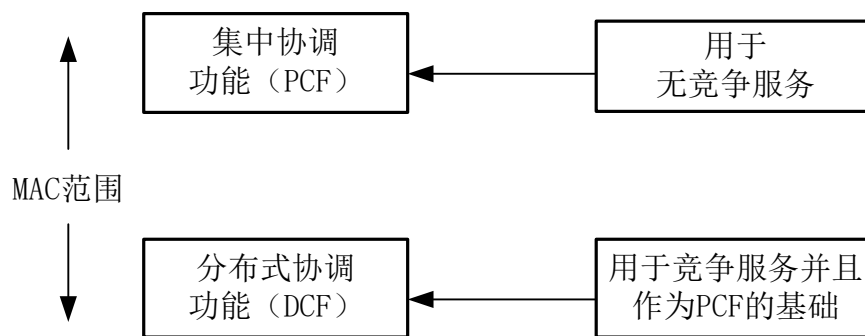 集中协调
功能（PCF）
用于
无竞争服务
MAC范围
分布式协调
功能（DCF）
用于竞争服务并且
作为PCF的基础